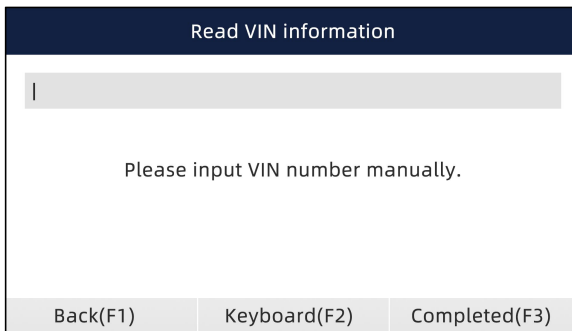 Read VIN information
Please input VIN number manually.
Back(F1) Keyboard(F2) Completed(F3)